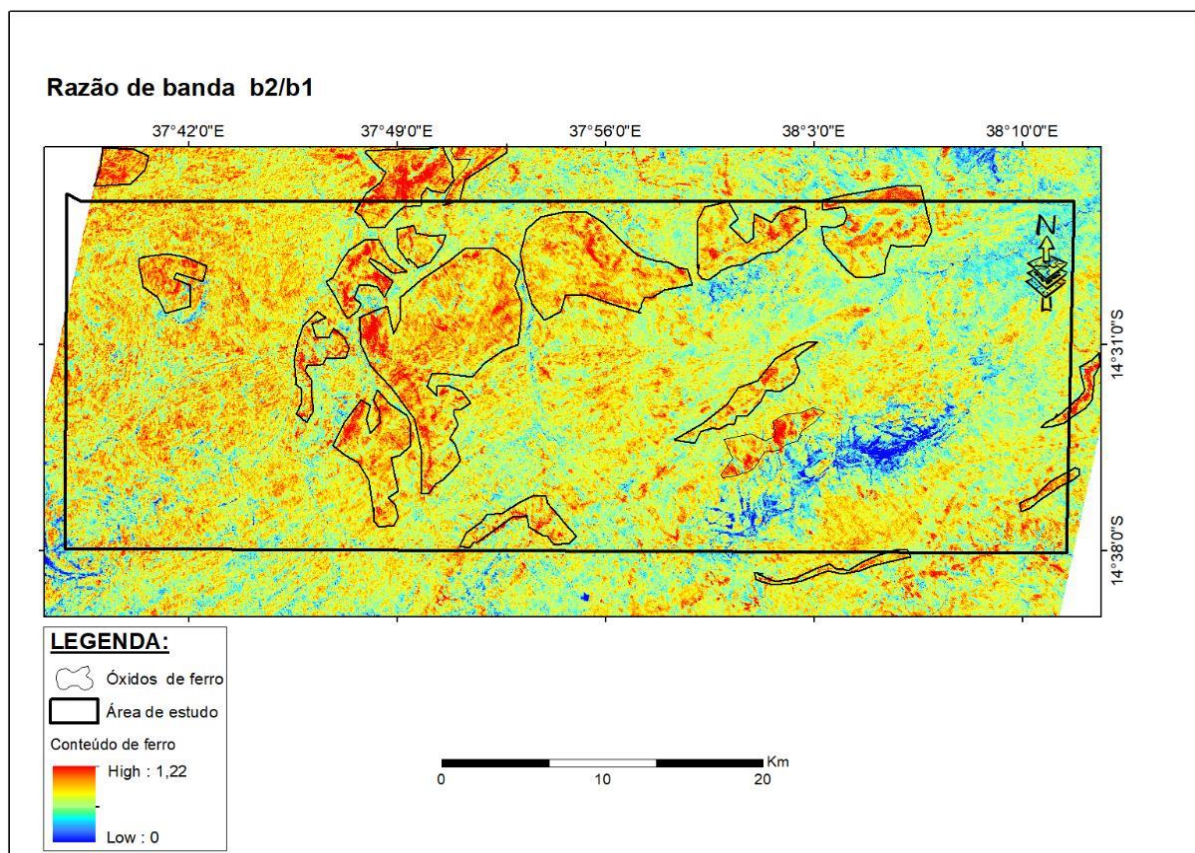 Razão de banda b2/b1
37°42'0"E
37°49'0"E
37°56'0"E
38°3'0"E
38°10'0"E
N
14°31'0"S
14°38'0"S
LEGENDA:
Óxidos de ferro
Área de estudo
Conteúdo de ferro
High : 1,22
Low : 0
Km
0 10 20